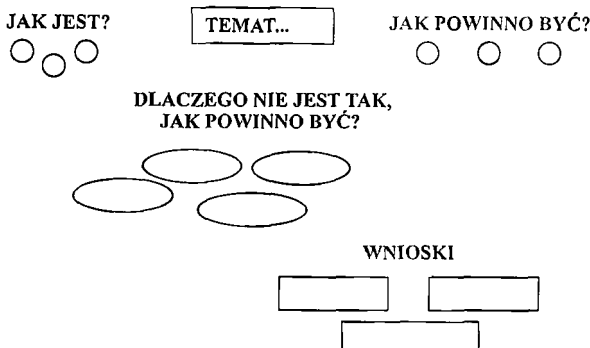 JAK JEST?
TEMAT...
JAK POWINNO BYĆ?
DLACZEGO NIE JEST TAK,
JAK POWINNO BYĆ?
WNIOSKI